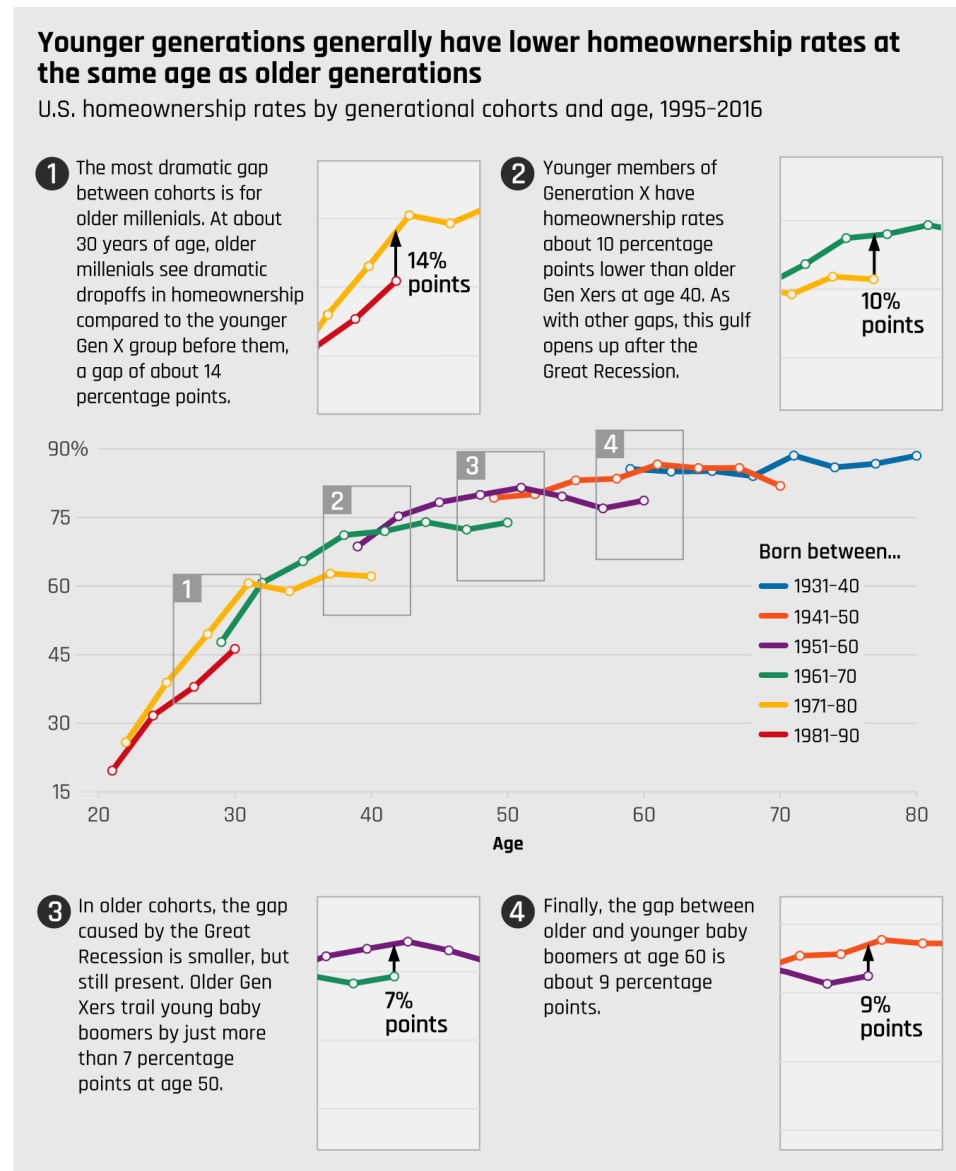 Younger generations generally have lower homeownership rates at
the same age as older generations
U.S. homeownership rates by generational cohorts and age, 1995–2016
1
The most dramatic gap
between cohorts is for
older millenials. At about
30 years of age, older
millenials see dramatic
dropoffs in homeownership
compared to the younger
Gen X group before them,
a gap of about 14
percentage points.
14%
points
2
Younger members of
Generation X have
homeownership rates
about 10 percentage
points lower than older
Gen Xers at age 40. As
with other gaps, this gulf
opens up after the
Great Recession.
10%
points
90%
75
60
45
30
15
1
2
3
4
Born between...
1931–40
1941–50
1951–60
1961–70
1971–80
1981–90
20 30 40 50 60 70 80
Age
3
In older cohorts, the gap
caused by the Great
Recession is smaller, but
still present. Older Gen
Xers trail young baby
boomers by just more
than 7 percentage
points at age 50.
7%
points
4
Finally, the gap between
older and younger baby
boomers at age 60 is
about 9 percentage
points.
9%
points